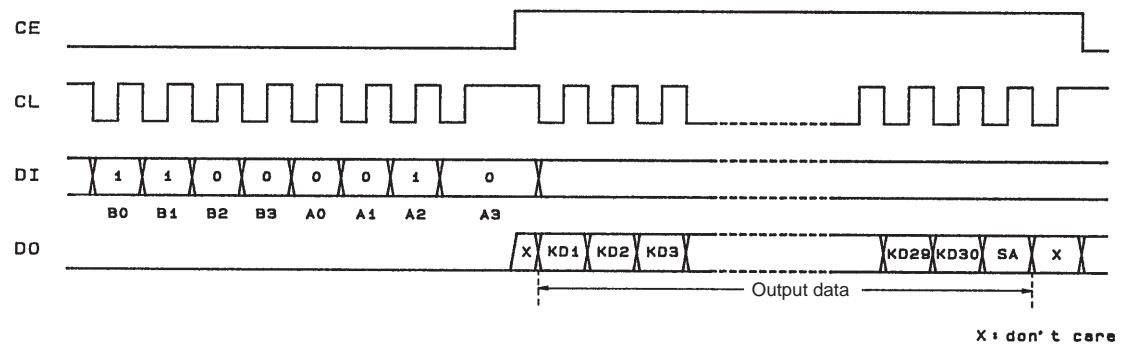 CE
CL
DI 1 1 0 0 0 0 1 0
B0 B1 B2 B3 A0 A1 A2 A3
DO X KD1 KD2 KD3 KD29 KD30 SA X
Output data
X: don't care